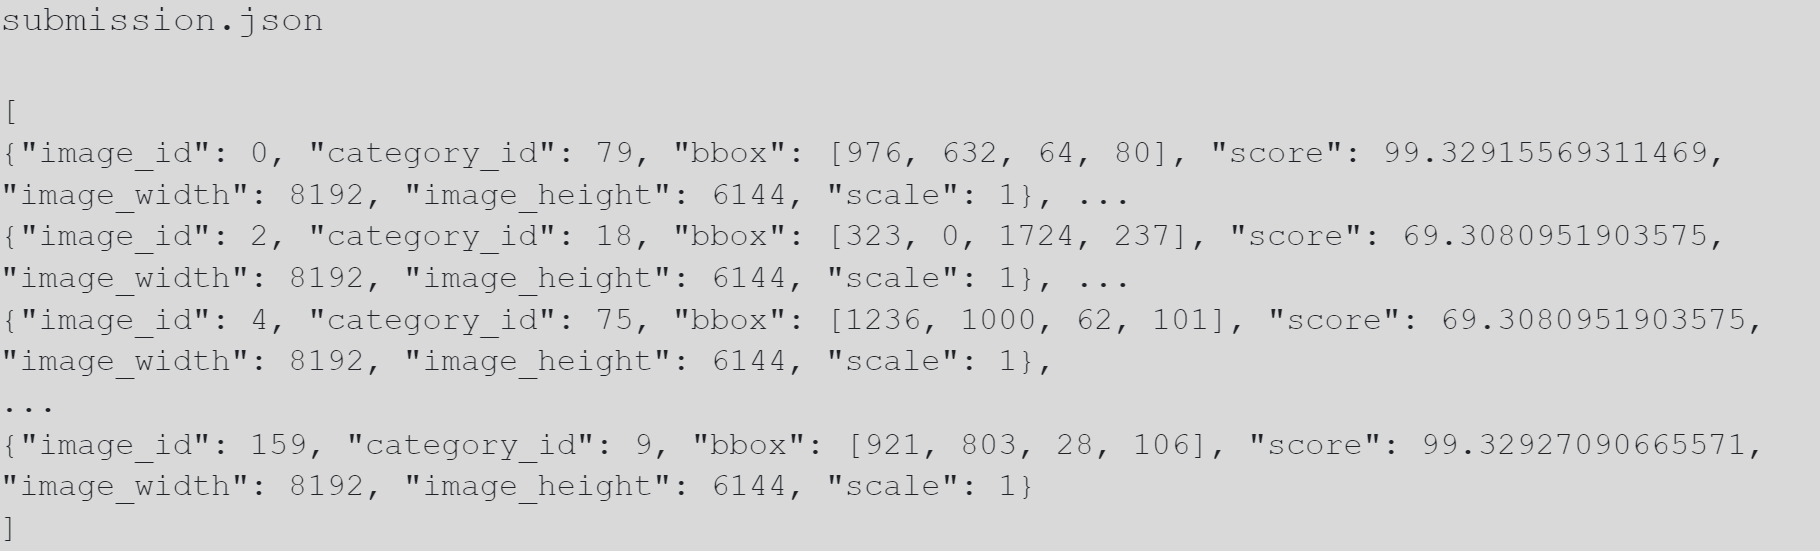 submission.json
[
{"image_id": 0, "category_id": 79, "bbox": [976, 632, 64, 80], "score": 99.32915569311469,
"image_width": 8192, "image_height": 6144, "scale": 1}, ...
{"image_id": 2, "category_id": 18, "bbox": [323, 0, 1724, 237], "score": 69.3080951903575,
"image_width": 8192, "image_height": 6144, "scale": 1}, ...
{"image_id": 4, "category_id": 75, "bbox": [1236, 1000, 62, 101], "score": 69.3080951903575,
"image_width": 8192, "image_height": 6144, "scale": 1},
...
{"image_id": 159, "category_id": 9, "bbox": [921, 803, 28, 106], "score": 99.32927090665571,
"image_width": 8192, "image_height": 6144, "scale": 1}
]